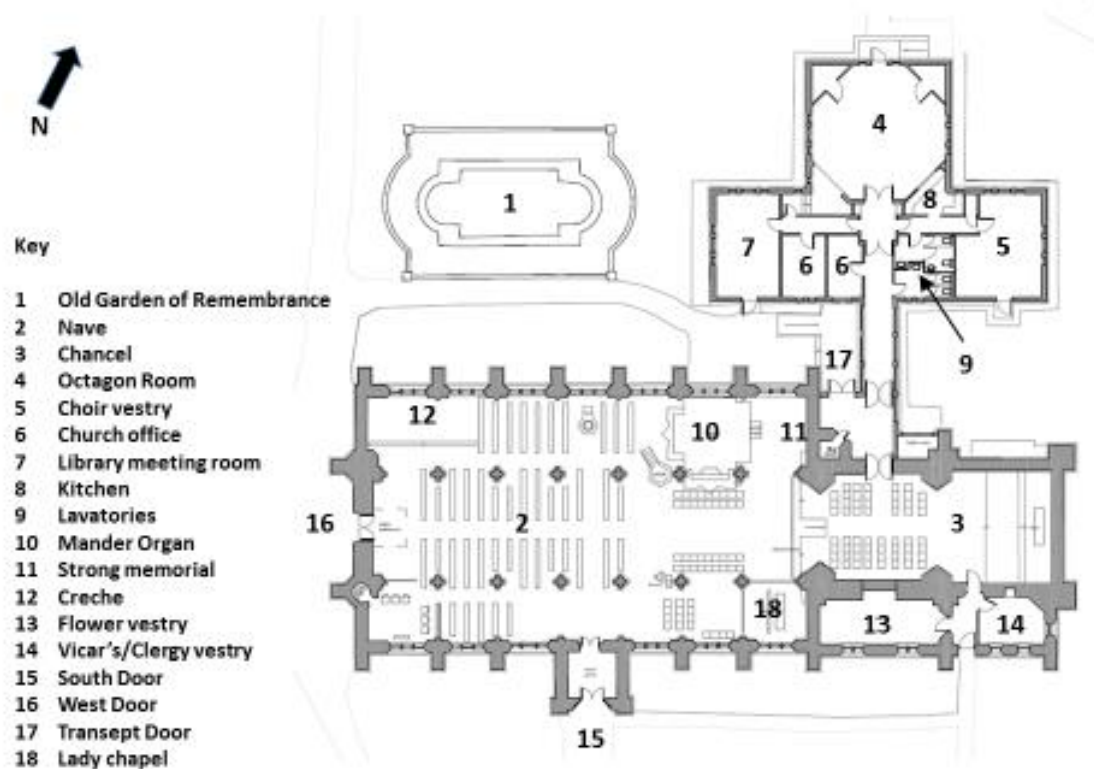 N
Key
1 Old Garden of Remembrance
2 Nave
3 Chancel
4 Octagon Room
5 Choir vestry
6 Church office
7 Library meeting room
8 Kitchen
9 Lavatories
10 Mander Organ
11 Strong memorial
12 Creche
13 Flower vestry
14 Vicar's/Clergy vestry
15 South Door
16 West Door
17 Transept Door
18 Lady chapel
4
1
8
7
6
6
5
17
9
12
10
11
16
2
3
18
13
14
15